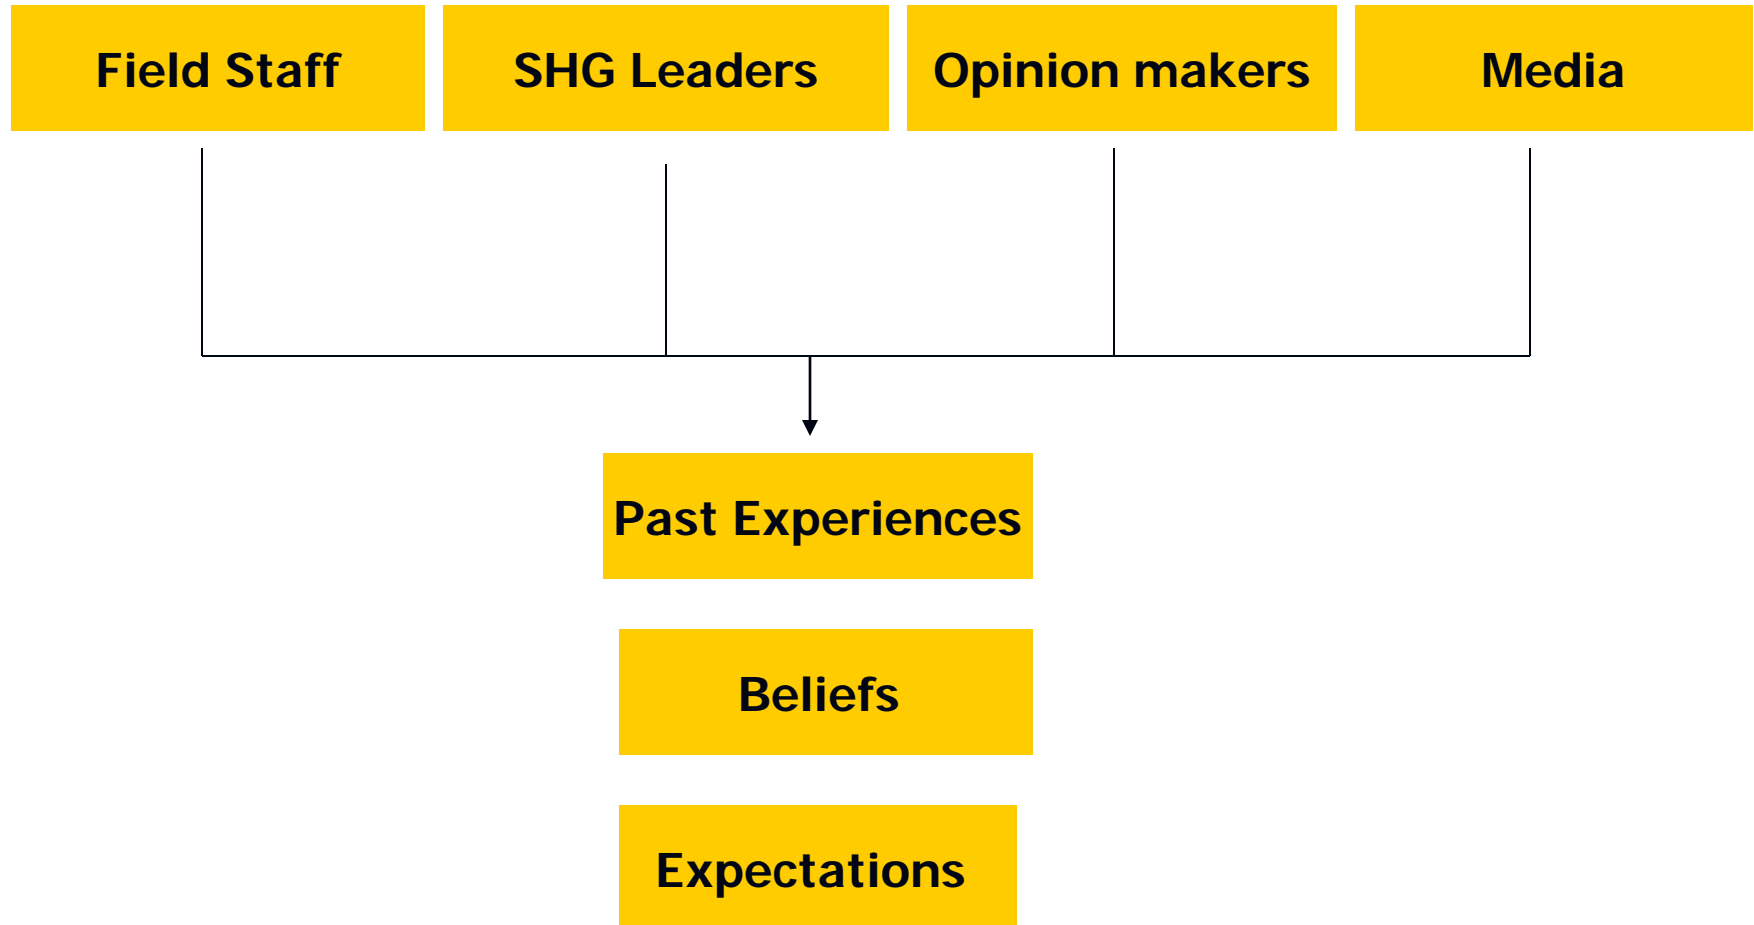 Field Staff
SHG Leaders
Opinion makers
Media
Past Experiences
Beliefs
Expectations